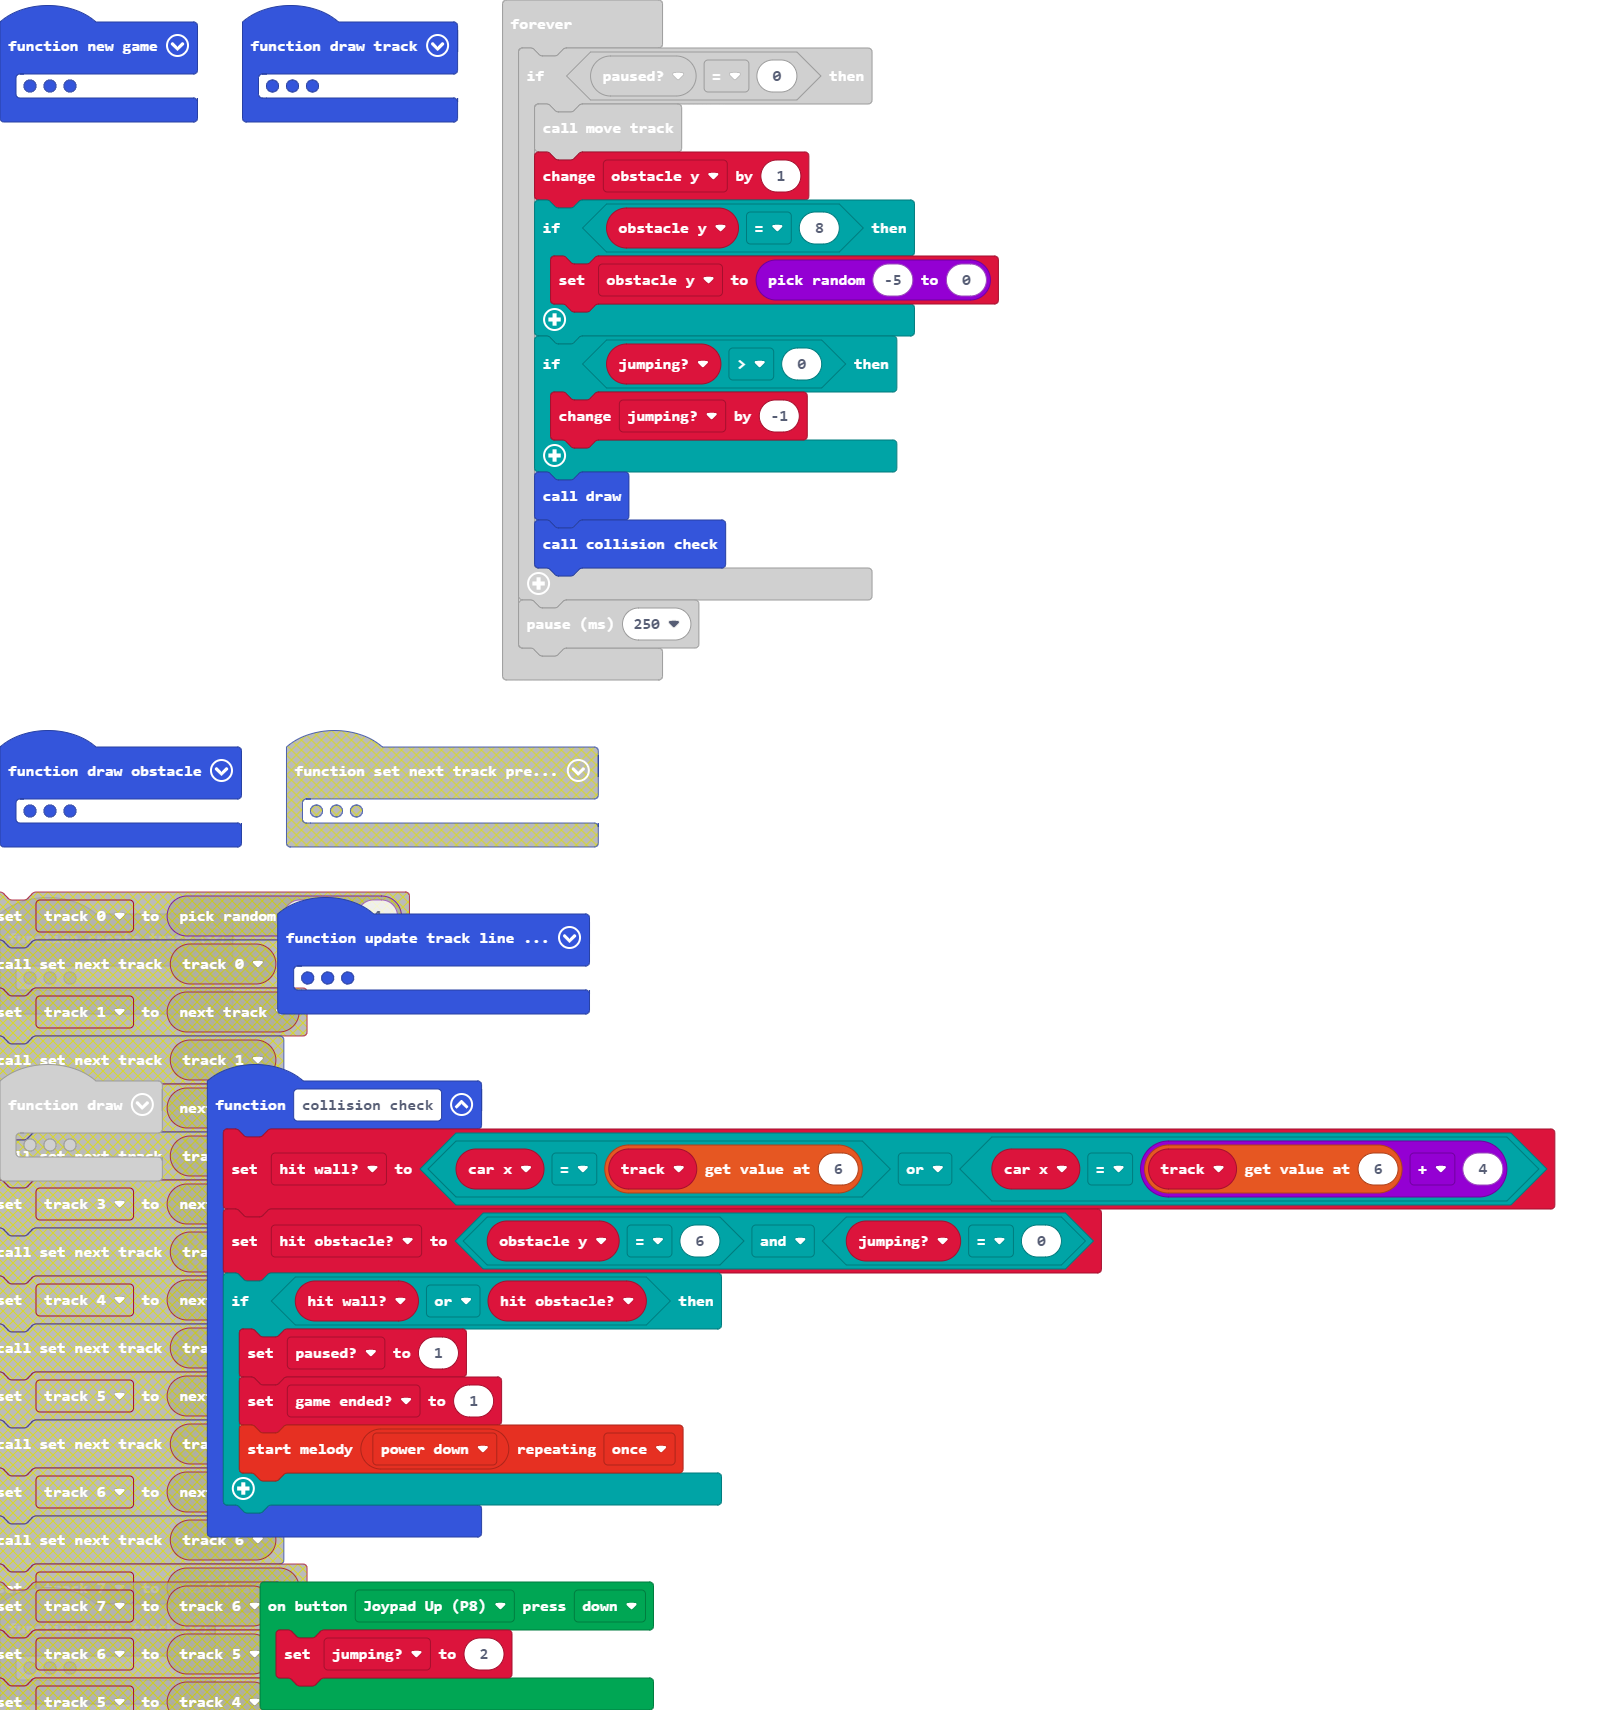 function new game
function draw track
forever
if paused? = 0 then
call move track
change obstacle y by 1
if obstacle y = 8 then
set obstacle y to pick random -5 to 0
if jumping? > 0 then
change jumping? by -1
call draw
call collision check
pause (ms) 250
function draw obstacle
function set next track pre...
set track 0 to pick random
function update track line ...
call set next track track 0
set track 1 to next track
call set next track track 1
function draw
function collision check
set hit wall? to car x = track get value at 6 or car x = track get value at 6 + 4
set track 3 to
set hit obstacle? to obstacle y = 6 and jumping? = 0
call set next track
set track 4 to
if hit wall? or hit obstacle? then
call set next track
set paused? to 1
set track 5 to
set game ended? to 1
call set next track
start melody power down repeating once
set track 6 to
call set next track track 6
set track 7 to track 6
on button Joypad Up (P8) press down
set track 6 to track 5
set jumping? to 2
set track 5 to track 4